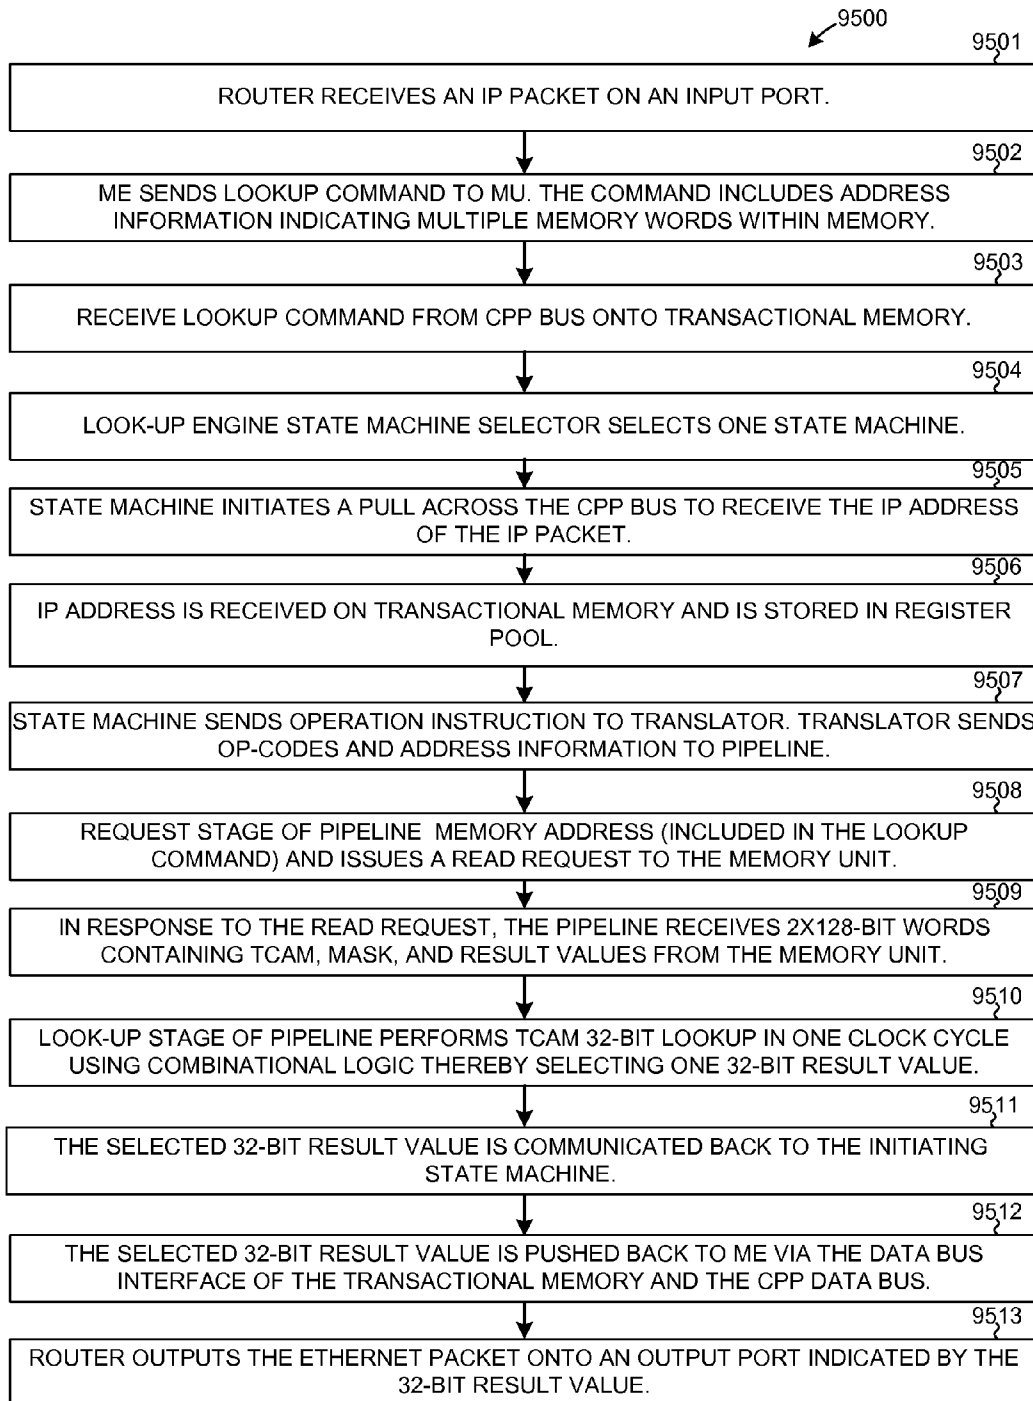 9500
9501
ROUTER RECEIVES AN IP PACKET ON AN INPUT PORT.
9502
ME SENDS LOOKUP COMMAND TO MU. THE COMMAND INCLUDES ADDRESS
INFORMATION INDICATING MULTIPLE MEMORY WORDS WITHIN MEMORY.
9503
RECEIVE LOOKUP COMMAND FROM CPP BUS ONTO TRANSACTIONAL MEMORY.
9504
LOOK-UP ENGINE STATE MACHINE SELECTOR SELECTS ONE STATE MACHINE.
9505
STATE MACHINE INITIATES A PULL ACROSS THE CPP BUS TO RECEIVE THE IP ADDRESS
OF THE IP PACKET.
9506
IP ADDRESS IS RECEIVED ON TRANSACTIONAL MEMORY AND IS STORED IN REGISTER
POOL.
9507
STATE MACHINE SENDS OPERATION INSTRUCTION TO TRANSLATOR. TRANSLATOR SENDS
OP-CODES AND ADDRESS INFORMATION TO PIPELINE.
9508
REQUEST STAGE OF PIPELINE MEMORY ADDRESS (INCLUDED IN THE LOOKUP
COMMAND) AND ISSUES A READ REQUEST TO THE MEMORY UNIT.
9509
IN RESPONSE TO THE READ REQUEST, THE PIPELINE RECEIVES 2X128-BIT WORDS
CONTAINING TCAM, MASK, AND RESULT VALUES FROM THE MEMORY UNIT.
9510
LOOK-UP STAGE OF PIPELINE PERFORMS TCAM 32-BIT LOOKUP IN ONE CLOCK CYCLE
USING COMBINATIONAL LOGIC THEREBY SELECTING ONE 32-BIT RESULT VALUE.
9511
THE SELECTED 32-BIT RESULT VALUE IS COMMUNICATED BACK TO THE INITIATING
STATE MACHINE.
9512
THE SELECTED 32-BIT RESULT VALUE IS PUSHED BACK TO ME VIA THE DATA BUS
INTERFACE OF THE TRANSACTIONAL MEMORY AND THE CPP DATA BUS.
9513
ROUTER OUTPUTS THE ETHERNET PACKET ONTO AN OUTPUT PORT INDICATED BY THE
32-BIT RESULT VALUE.